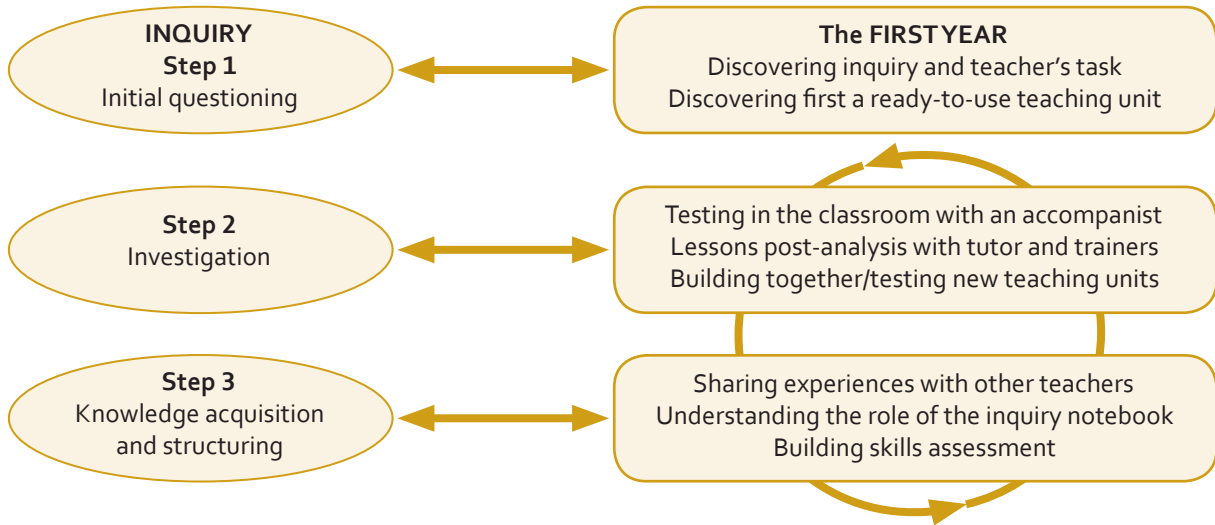 INQUIRY
Step 1
Initial questioning
The FIRST YEAR
Discovering inquiry and teacher's task
Discovering first a ready-to-use teaching unit
Step 2
Investigation
Testing in the classroom with an accompanist
Lessons post-analysis with tutor and trainers
Building together/testing new teaching units
Step 3
Knowledge acquisition
and structuring
Sharing experiences with other teachers
Understanding the role of the inquiry notebook
Building skills assessment